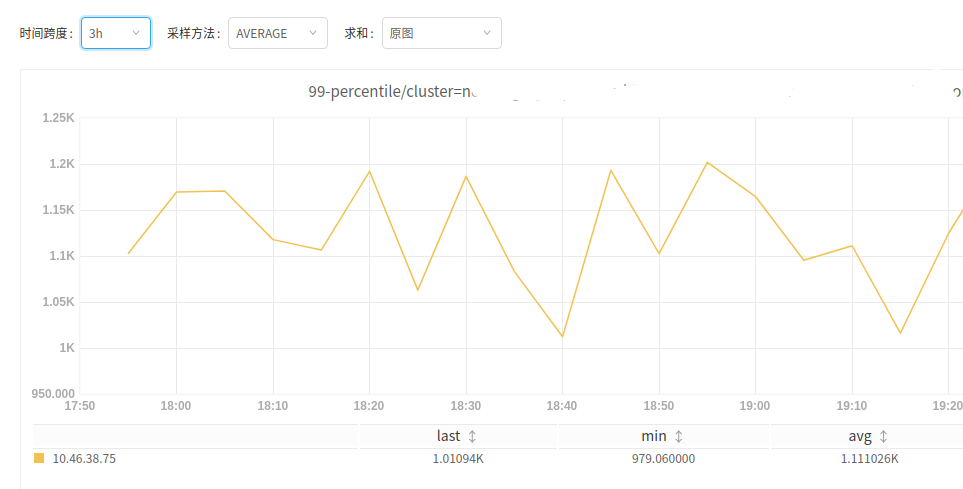 时间跨度： 3h 采样方法： AVERAGE 求和： 原图
99-percentile/cluster=n
1.25K
1.2K
1.15K
1.1K
1.05K
1K
950.000
17:50 18:00 18:10 18:20 18:30 18:40 18:50 19:00 19:10 19:20
last min avg
10.46.38.75 1.01094K 979.060000 1.111026K